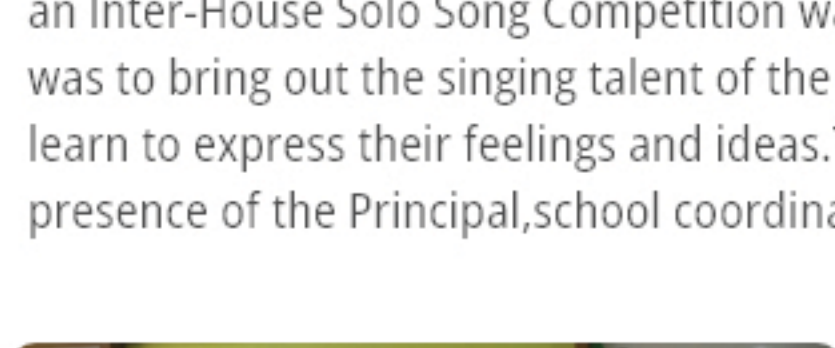 an Inter-House Solo Song Competition
was to bring out the singing talent of the
learn to express their feelings and ideas.
presence of the Principal,school